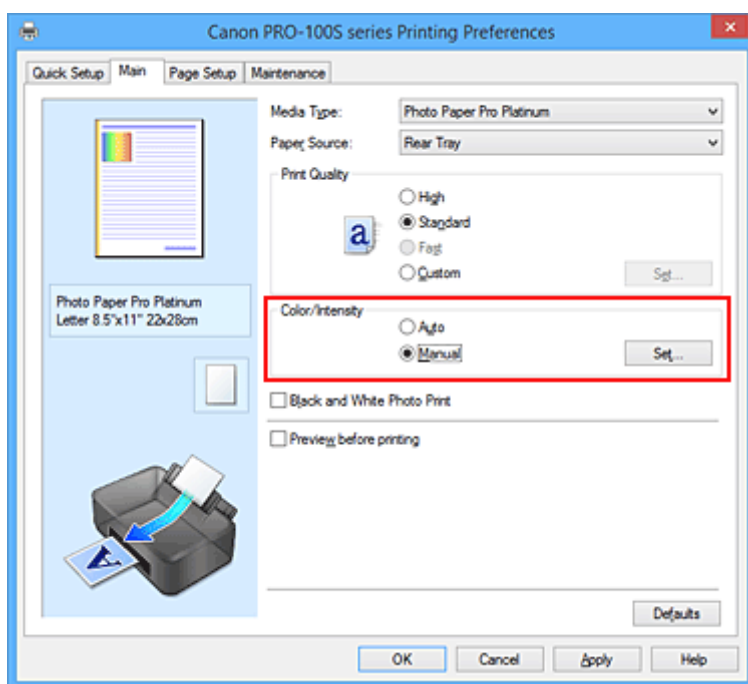 Canon PRO-100S series Printing Preferences
Quick Setup Main Page Setup Maintenance
Media Type: Photo Paper Pro Platinum
Paper Source: Rear Tray
Print Quality
High
a
Standard
Fast
Custom Set...
Photo Paper Pro Platinum
Letter 8.5"x11" 22x28cm
Color/Intensity
Auto
Manual Set...
Black and White Photo Print
Preview before printing
A
Defaults
OK Cancel Apply Help